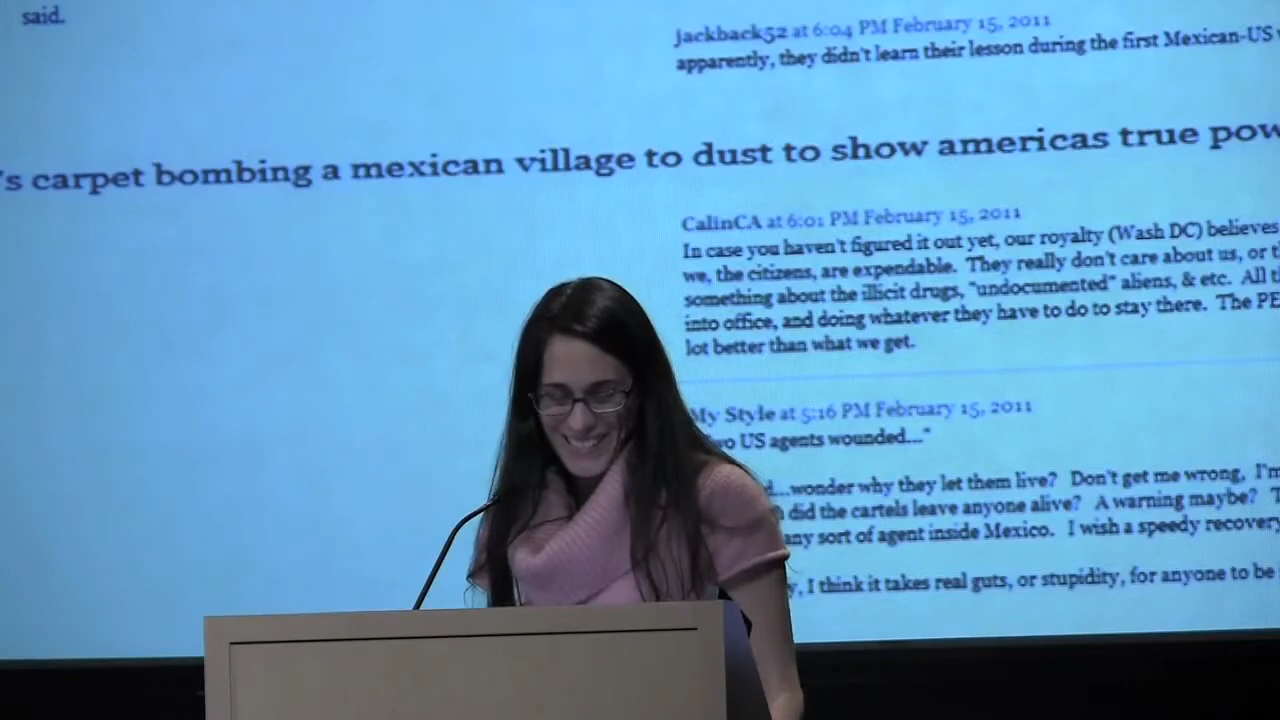 said.
jackback52 at 6:04 PM February 15, 2011
apparently, they didn't learn their lesson during the first Mexican-US
's carpet bombing a mexican village to dust to show americas true pow
CalinCA at 6:01 PM February 15, 2011
In case you haven't figured it out yet, our royalty (Wash DC) believes
we, the citizens, are expendable. They really don't care about us, or t
something about the illicit drugs, "undocumented" aliens, & etc. All th
into office, and doing whatever they have to do to stay there. The PE
lot better than what we get.
My Style at 5:16 PM February 15, 2011
wo US agents wounded..."
d...wonder why they let them live? Don't get me wrong, I'm
did the cartels leave anyone alive? A warning maybe? T
any sort of agent inside Mexico. I wish a speedy recovery
y, I think it takes real guts, or stupidity, for anyone to be